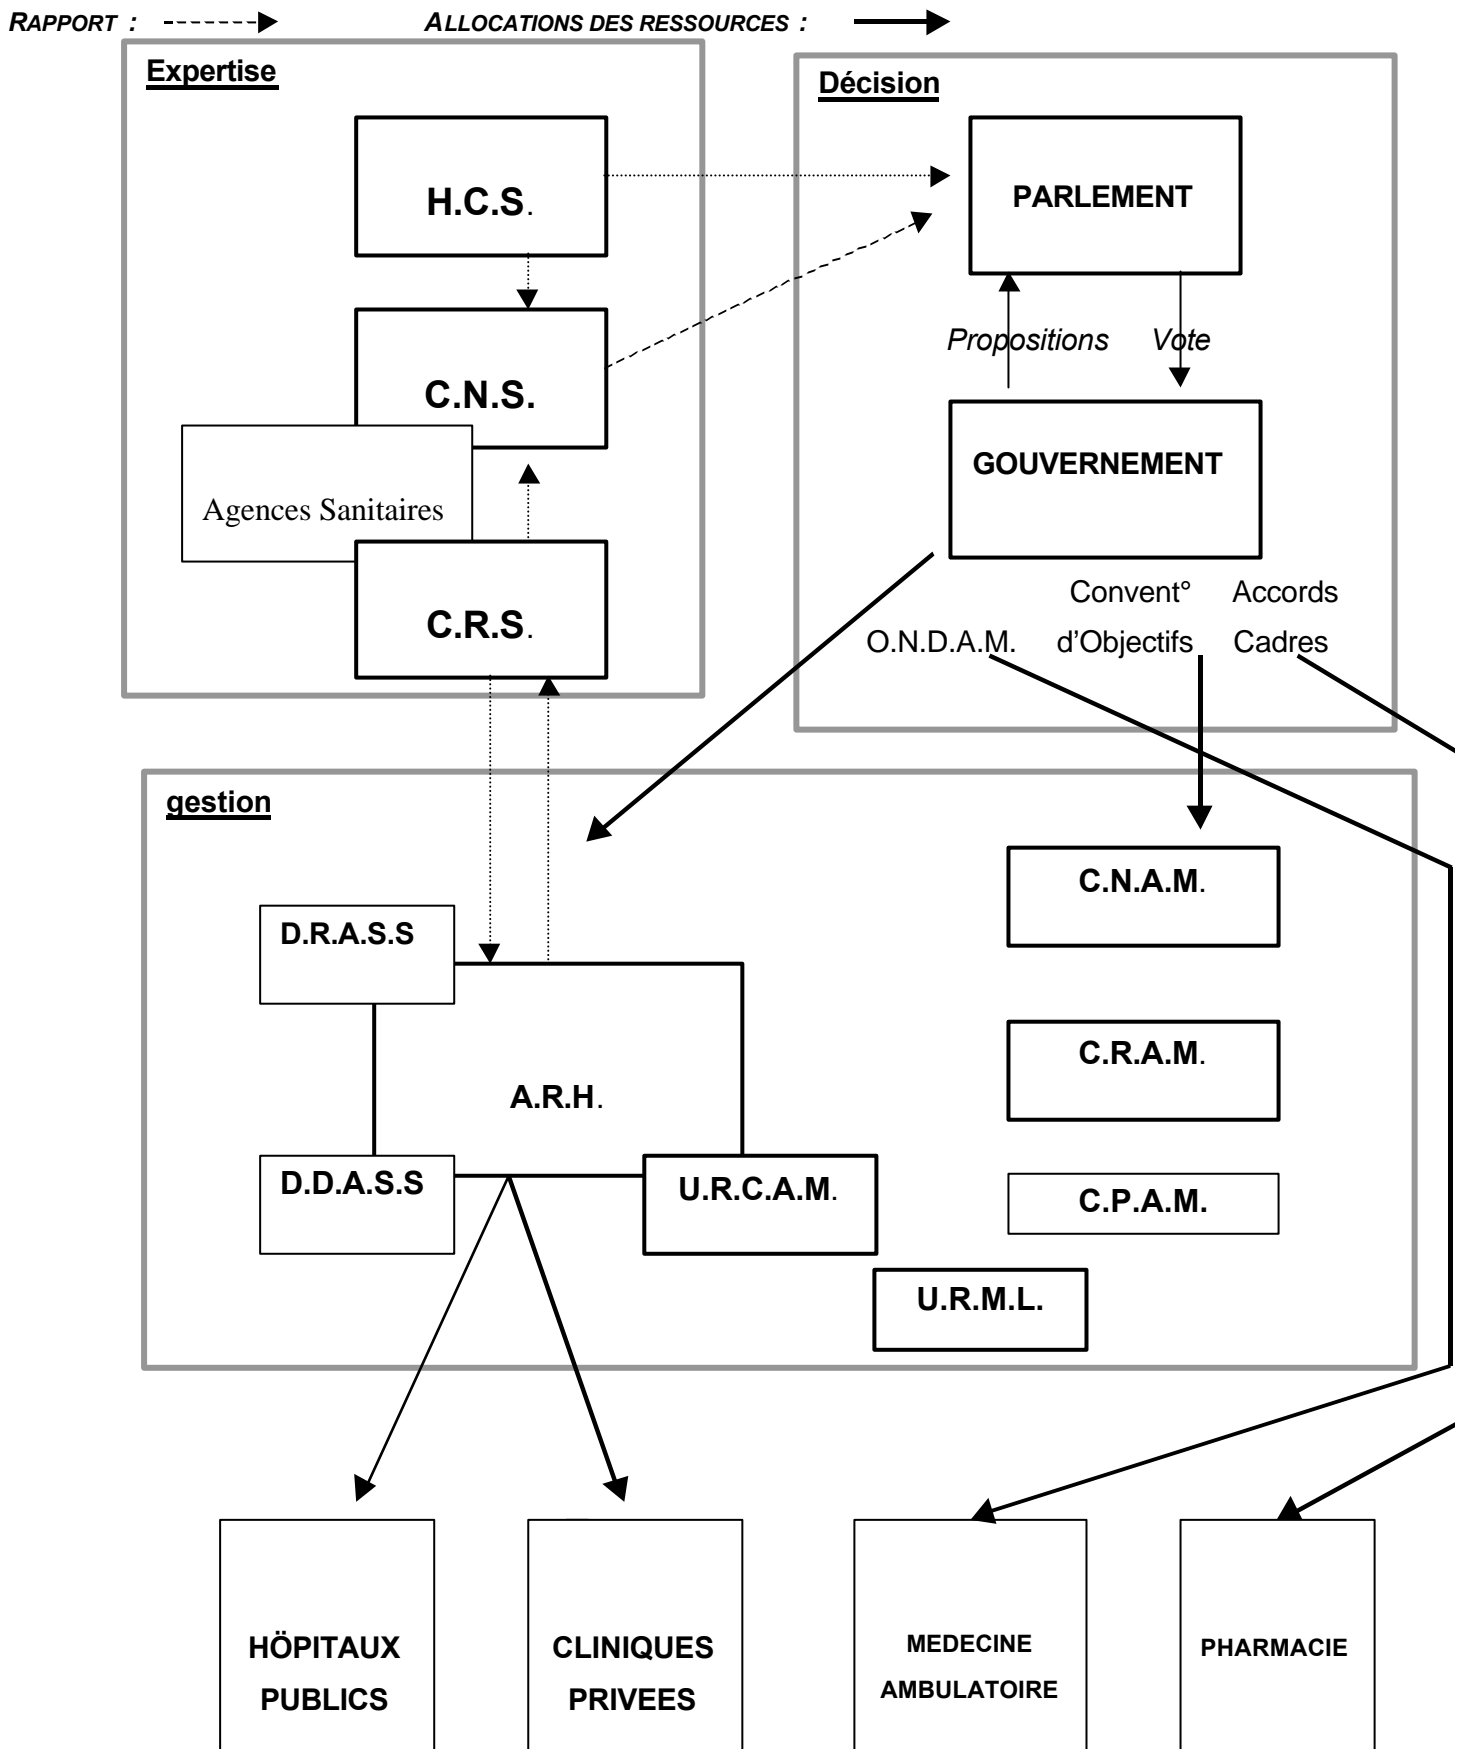 RAPPORT : ALLOCATIONS DES RESSOURCES :
Expertise
H.C.S.
C.N.S.
Agences Sanitaires
C.R.S.
Décision
PARLEMENT
Propositions Vote
GOUVERNEMENT
Convent° Accords
O.N.D.A.M. d'Objectifs Cadres
gestion
C.N.A.M.
D.R.A.S.S
C.R.A.M.
A.R.H.
D.D.A.S.S
U.R.C.A.M.
C.P.A.M.
U.R.M.L.
HÖPITAUX
PUBLICS
CLINIQUES
PRIVEES
MEDECINE
AMBULATOIRE
PHARMACIE